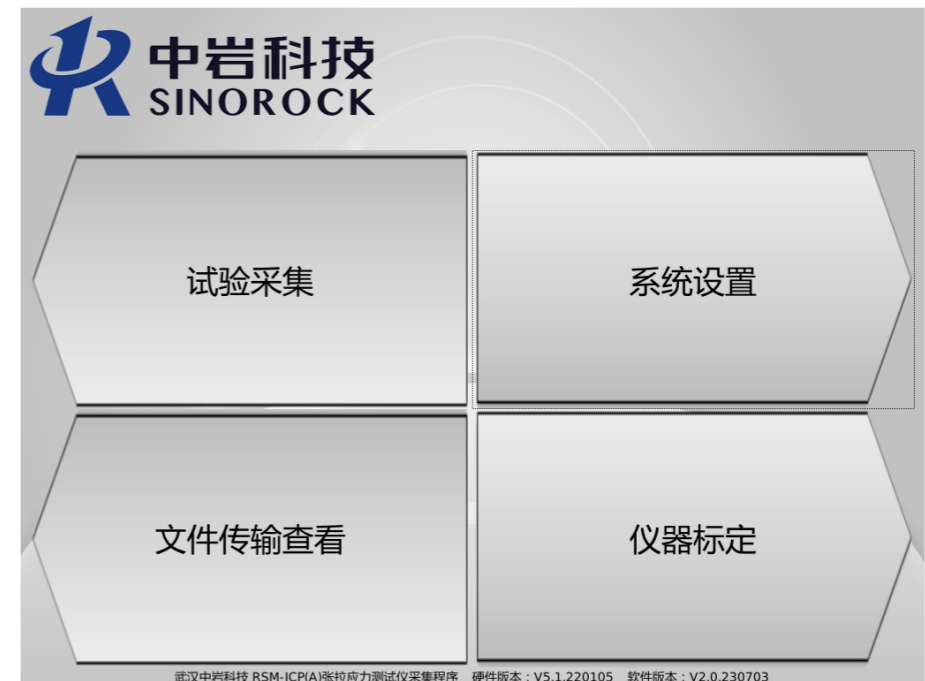 中岩科技
SINOROCK
试验采集
系统设置
文件传输查看
仪器标定
武汉中岩科技 RSM-JCP(A)张拉应力测试仪采集程序 硬件版本：V5.1.220105 软件版本：V2.0.230703